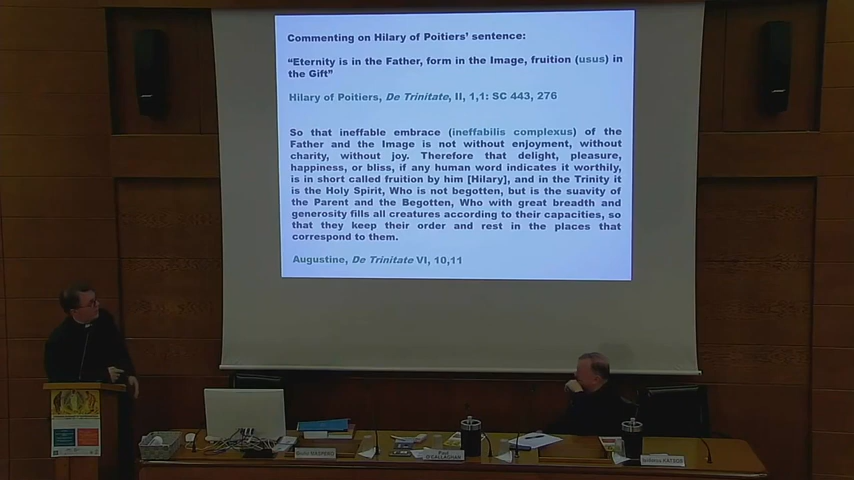 Commenting on Hilary of Poitiers' sentence:
"Eternity is in the Father, form in the Image, fruition (usus) in
the Gift"
Hilary of Poitiers, De Trinitate, II, 1,1: SC 443, 276
So that ineffable embrace (ineffabilis complexus) of the
Father and the Image is not without enjoyment, without
charity, without joy. Therefore that delight, pleasure,
happiness, or bliss, if any human word indicates it worthily,
is in short called fruition by him [Hilary], and in the Trinity it
is the Holy Spirit, Who is not begotten, but is the suavity of
the Parent and the Begotten, Who with great breadth and
generosity fills all creatures according to their capacities, so
that they keep their order and rest in the places that
correspond to them.
Augustine, De Trinitate VI, 10,11
MASPERO
Paul
O'CALLAGHAN
KATSOS